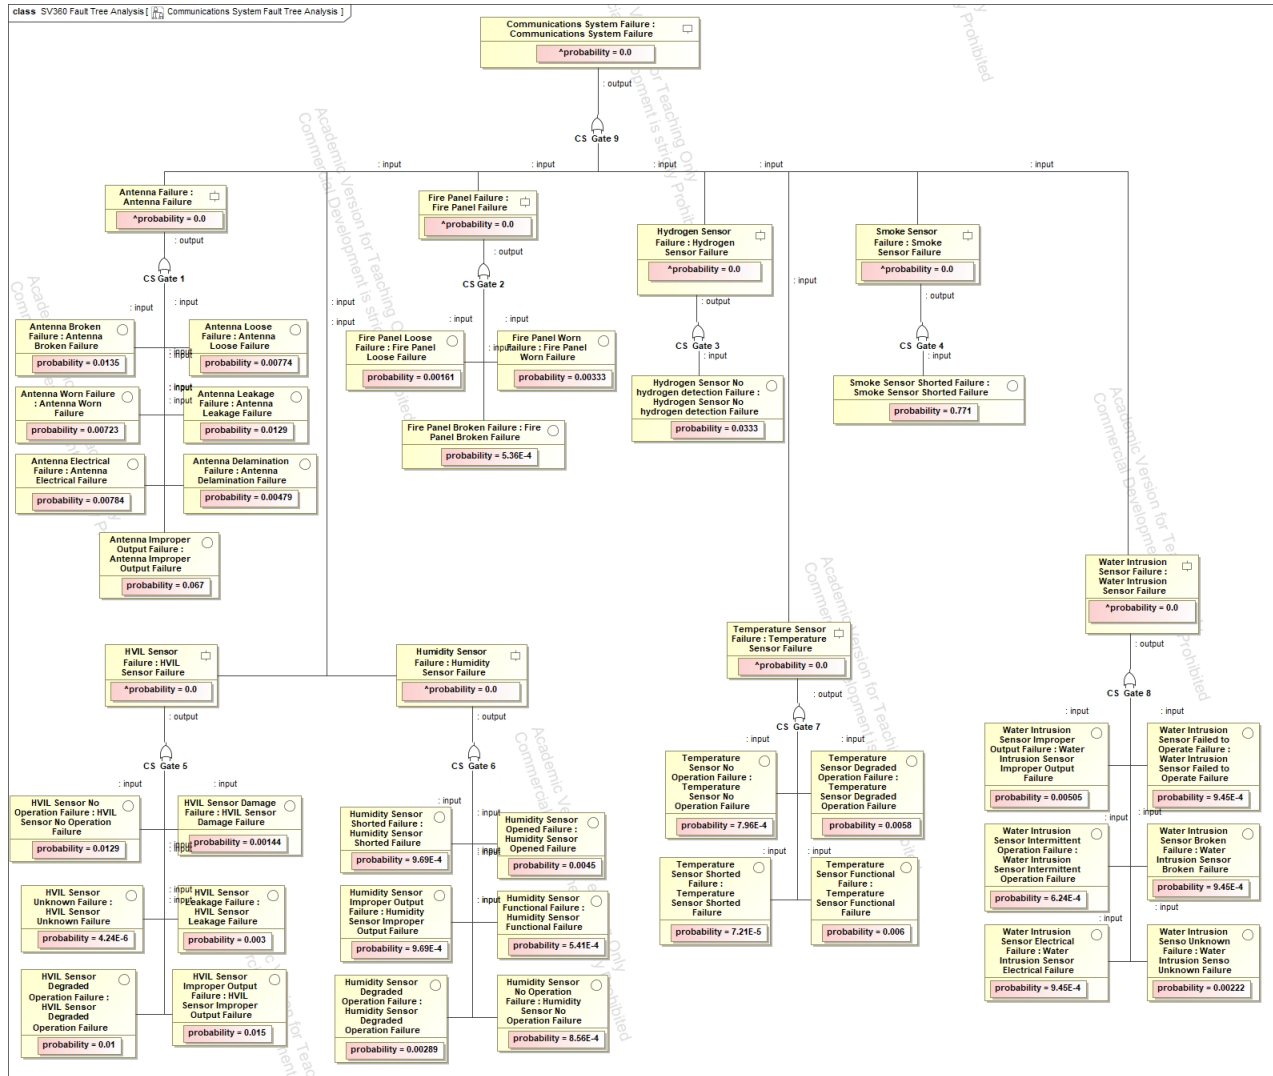 class SV360 Fault Tree Analysis [ Communications System Fault Tree Analysis ]
Communications System Failure :
Communications System Failure
^probability = 0.0
: output
CS Gate 9
: input
: input
: input
: input
: input
Antenna Failure :
Antenna Failure
^probability = 0.0
: output
CS Gate 1
: input
: input
Antenna Broken
Failure : Antenna
Broken Failure
probability = 0.0135
Antenna Loose
Failure : Antenna
Loose Failure
probability = 0.00774
: input
: input
Antenna Worn Failure
: Antenna Worn
Failure
probability = 0.00723
Antenna Leakage
Failure : Antenna
Leakage Failure
probability = 0.0129
: input
: input
Antenna Electrical
Failure : Antenna
Electrical Failure
probability = 0.00784
Antenna Delamination
Failure : Antenna
Delamination Failure
probability = 0.00479
Antenna Improper
Output Failure :
Antenna Improper
Output Failure
probability = 0.067
: input
: input
Fire Panel Failure :
Fire Panel Failure
^probability = 0.0
: output
CS Gate 2
: input
: input
: input
Fire Panel Loose
Failure : Fire Panel
Loose Failure
probability = 0.00161
Fire Panel Worn
Failure : Fire Panel
Worn Failure
probability = 0.00333
Fire Panel Broken Failure : Fire
Panel Broken Failure
probability = 5.36E-4
Hydrogen Sensor
Failure : Hydrogen
Sensor Failure
^probability = 0.0
: output
CS Gate 3
: input
Hydrogen Sensor No
hydrogen detection Failure :
Hydrogen Sensor No
hydrogen detection Failure
probability = 0.0333
: input
Smoke Sensor
Failure : Smoke
Sensor Failure
^probability = 0.0
: output
CS Gate 4
: input
Smoke Sensor Shorted Failure :
Smoke Sensor Shorted Failure
probability = 0.771
HVIL Sensor
Failure : HVIL
Sensor Failure
^probability = 0.0
: output
CS Gate 5
: input
: input
HVIL Sensor No
Operation Failure : HVIL
Sensor No Operation
Failure
probability = 0.0129
HVIL Sensor Damage
Failure : HVIL Sensor
Damage Failure
probability = 0.00144
: input
: input
HVIL Sensor
Unknown Failure :
HVIL Sensor
Unknown Failure
probability = 4.24E-6
HVIL Sensor
Leakage Failure :
HVIL Sensor
Leakage Failure
probability = 0.003
: input
: input
HVIL Sensor
Degraded
Operation Failure :
HVIL Sensor
Degraded
Operation Failure
probability = 0.01
HVIL Sensor
Improper Output
Failure : HVIL
Sensor Improper
Output Failure
probability = 0.015
Humidity Sensor
Failure : Humidity
Sensor Failure
^probability = 0.0
: output
CS Gate 6
: input
: input
Humidity Sensor
Shorted Failure :
Humidity Sensor
Shorted Failure
probability = 9.69E-4
Humidity Sensor
Opened Failure :
Humidity Sensor
Opened Failure
probability = 0.0045
: input
: input
Humidity Sensor
Improper Output
Failure : Humidity
Sensor Improper
Output Failure
probability = 9.69E-4
Humidity Sensor
Functional Failure :
Humidity Sensor
Functional Failure
probability = 5.41E-4
Humidity Sensor
Degraded
Operation Failure :
Humidity Sensor
Degraded
Operation Failure
probability = 0.00289
Humidity Sensor
No Operation
Failure : Humidity
Sensor No
Operation Failure
probability = 8.56E-4
Temperature Sensor
Failure : Temperature
Sensor Failure
^probability = 0.0
: output
CS Gate 7
: input
: input
Temperature
Sensor No
Operation Failure :
Temperature
Sensor No
Operation Failure
probability = 7.96E-4
Temperature
Sensor Degraded
Operation Failure :
Temperature
Sensor Degraded
Operation Failure
probability = 0.0058
: input
: input
Temperature
Sensor Shorted
Failure :
Temperature
Sensor Shorted
Failure
probability = 7.21E-5
Temperature
Sensor Functional
Failure :
Temperature
Sensor Functional
Failure
probability = 0.006
Water Intrusion
Sensor Failure :
Water Intrusion
Sensor Failure
^probability = 0.0
: output
CS Gate 8
: input
: input
Water Intrusion
Sensor Improper
Output Failure : Water
Intrusion Sensor
Improper Output
Failure
probability = 0.00505
Water Intrusion
Sensor Failed to
Operate Failure :
Water Intrusion
Sensor Failed to
Operate Failure
probability = 9.45E-4
: input
: input
Water Intrusion
Sensor Intermittent
Operation Failure :
Water Intrusion
Sensor Intermittent
Operation Failure
probability = 6.24E-4
Water Intrusion
Sensor Broken
Failure : Water
Intrusion Sensor
Broken Failure
probability = 9.45E-4
: input
: input
Water Intrusion
Sensor Electrical
Failure : Water
Intrusion Sensor
Electrical Failure
probability = 9.45E-4
Water Intrusion
Senso Unknown
Failure : Water
Intrusion Sensor
Unknown Failure
probability = 0.00222
Academic Version for Teaching Only
Commercial Development is strictly Prohibited